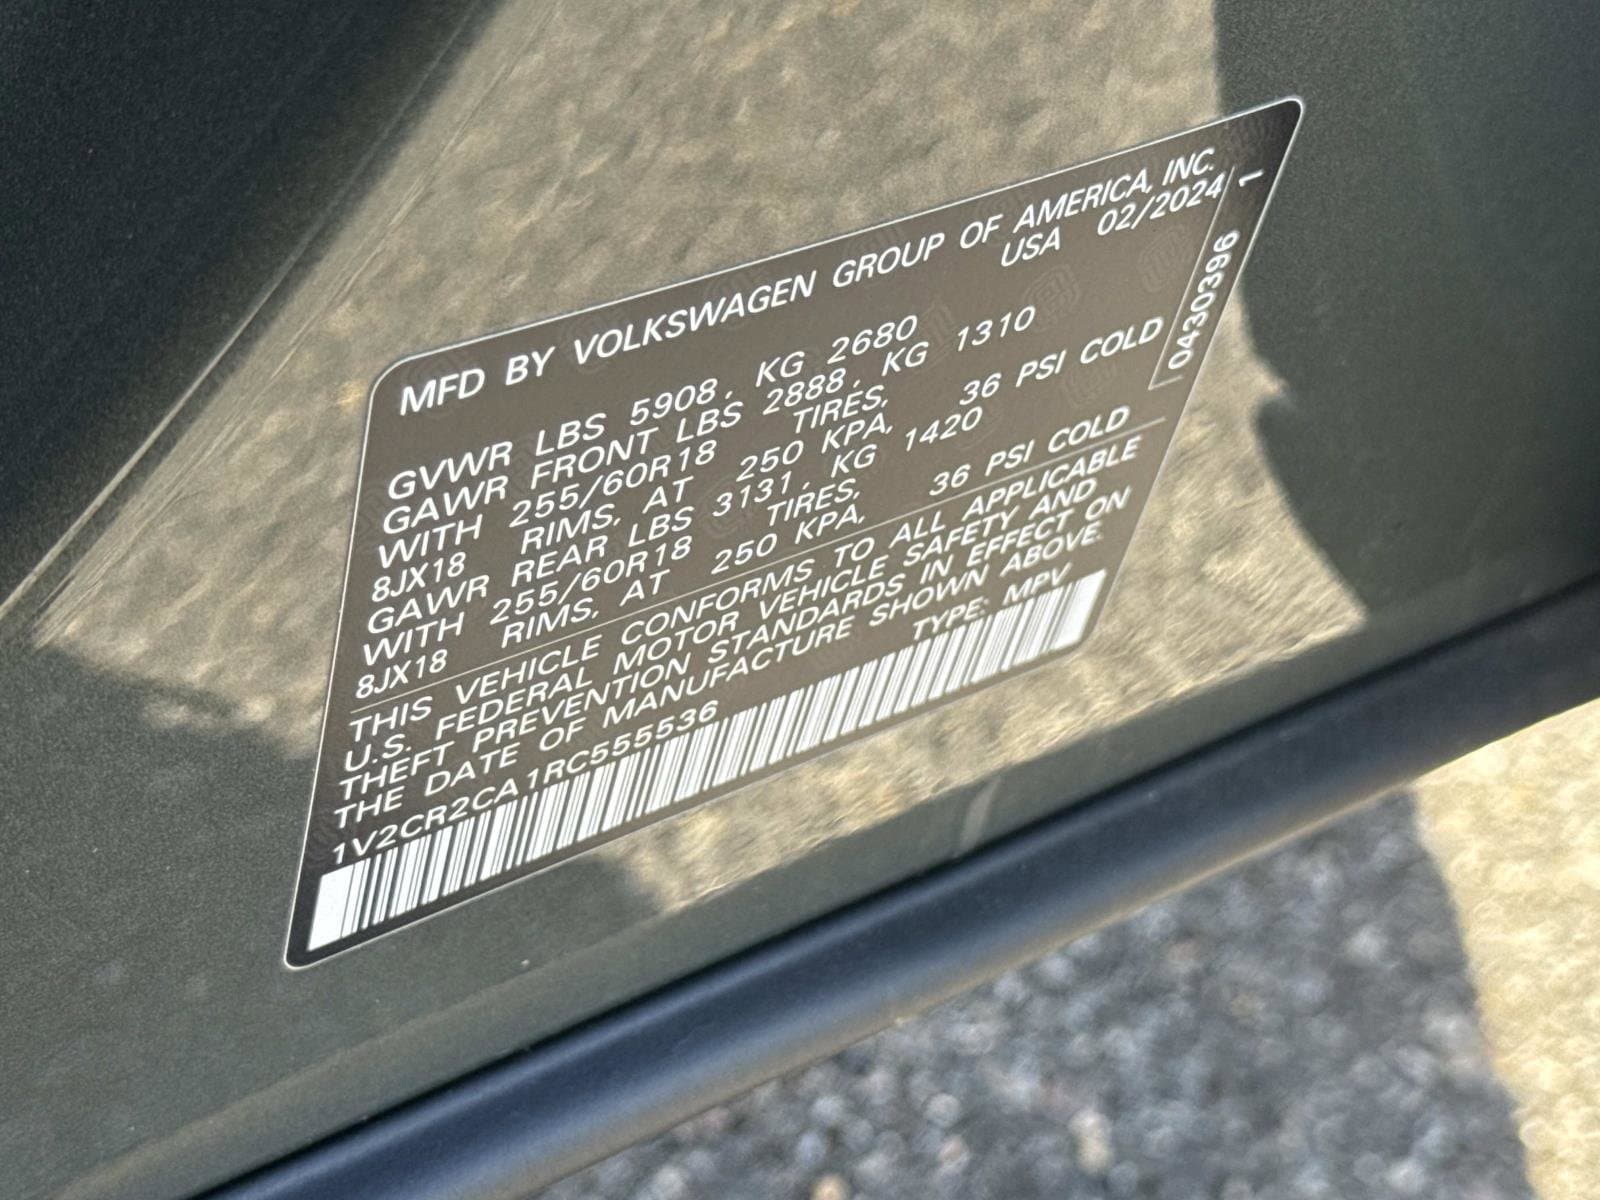 MFD BY VOLKSWAGEN GROUP OF AMERICA, INC.
USA 02/2024
GVWR LBS 5908, KG 2680
GAWR FRONT LBS 2888, KG 1310
WITH 255/60R18 TIRES,
8JX18 RIMS, AT 250 KPA, 36 PSI COLD
GAWR REAR LBS 3131, KG 1420
WITH 255/60R18 TIRES,
8JX18 RIMS, AT 250 KPA, 36 PSI COLD
THIS VEHICLE CONFORMS TO ALL APPLICABLE
U.S. FEDERAL MOTOR VEHICLE SAFETY AND
THEFT PREVENTION STANDARDS IN EFFECT ON
THE DATE OF MANUFACTURE SHOWN ABOVE.
1V2CR2CA1RC555536 TYPE: MPV
0430396 1